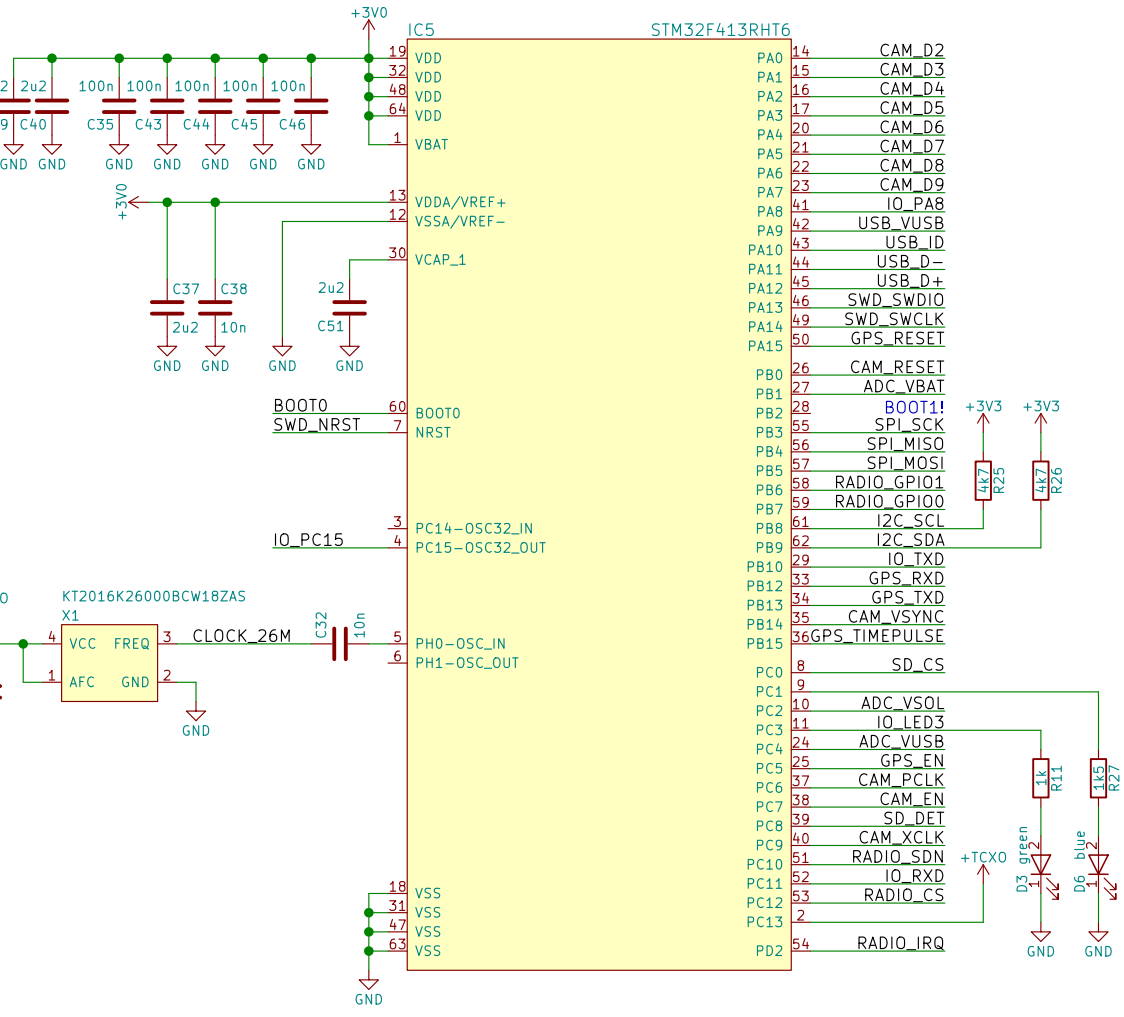 +3V0
IC5
STM32F413RHT6
2
2u2
100n
100n
100n
100n
100n
9
C40
C35
C43
C44
C45
C46
GND
GND
GND
GND
GND
GND
GND
19 VDD
32 VDD
48 VDD
64 VDD
1 VBAT
+3V0
13 VDDA/VREF+
12 VSSA/VREF-
30 VCAP_1
C37
2u2
C38
10n
2u2
C51
GND
GND
GND
GND
BOOT0 60 BOOT0
SWD_NRST 7 NRST
3 PC14-OSC32_IN
IO_PC15 4 PC15-OSC32_OUT
0
KT2016K26000BCW18ZAS
X1
4 VCC FREQ 3
1 AFC GND 2
CLOCK_26M
C32
10n
5 PH0-OSC_IN
6 PH1-OSC_OUT
GND
18 VSS
31 VSS
47 VSS
63 VSS
GND
PA0 14 CAM_D2
PA1 15 CAM_D3
PA2 16 CAM_D4
PA3 17 CAM_D5
PA4 20 CAM_D6
PA5 21 CAM_D7
PA6 22 CAM_D8
PA7 23 CAM_D9
PA8 41 IO_PA8
PA9 42 USB_VUSB
PA10 43 USB_ID
PA11 44 USB_D-
PA12 45 USB_D+
PA13 46 SWD_SWDIO
PA14 49 SWD_SWCLK
PA15 50 GPS_RESET
PB0 26 CAM_RESET
PB1 27 ADC_VBAT
PB2 28 BOOT1!
PB3 55 SPI_SCK
PB4 56 SPI_MISO
PB5 57 SPI_MOSI
PB6 58 RADIO_GPIO1
PB7 59 RADIO_GPIO0
PB8 61 I2C_SCL
PB9 62 I2C_SDA
PB10 29 IO_TXD
PB12 33 GPS_RXD
PB13 34 GPS_TXD
PB14 35 CAM_VSYNC
PB15 36 GPS_TIMEPULSE
PC0 8 SD_CS
PC1 9
PC2 10 ADC_VSOL
PC3 11 IO_LED3
PC4 24 ADC_VUSB
PC5 25 GPS_EN
PC6 37 CAM_PCLK
PC7 38 CAM_EN
PC8 39 SD_DET
PC9 40 CAM_XCLK
PC10 51 RADIO_SDN
PC11 52 IO_RXD
PC12 53 RADIO_CS
PC13 2
PD2 54 RADIO_IRQ
+3V3
+3V3
4k7
R25
4k7
R26
1k
R11
1k5
R27
+TCXO
D3 green
1
2
D6 blue
1
2
GND
GND